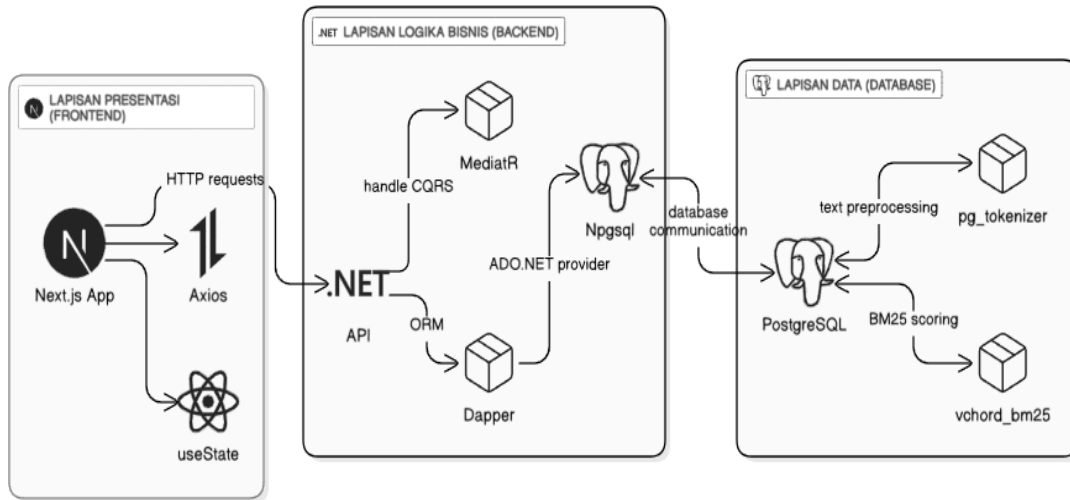 LAPISAN PRESENTASI
(FRONTEND)
HTTP requests
Next.js App
Axios
useState
.NET LAPISAN LOGIKA BISNIS (BACKEND)
MediatR
handle CQRS
Npgsql
ADO.NET provider
.NET
API
ORM
Dapper
database
communication
LAPISAN DATA (DATABASE)
text preprocessing
pg_tokenizer
PostgreSQL
BM25 scoring
vchord_bm25